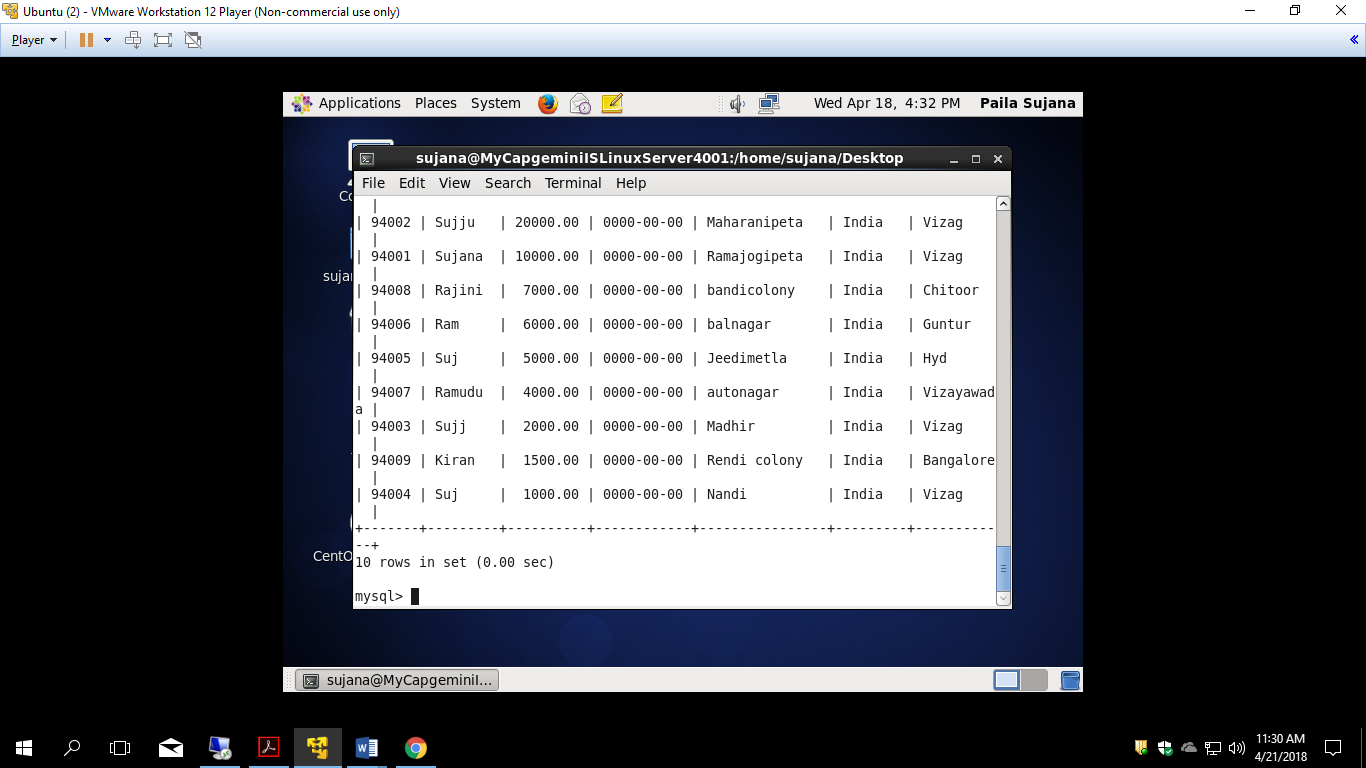 Ubuntu (2) - VMware Workstation 12 Player (Non-commercial use only)
Player
Applications Places System Wed Apr 18, 4:32 PM Paila Sujana
sujana@MyCapgeminiISLinuxServer4001:/home/sujana/Desktop
File Edit View Search Terminal Help
|
| 94002 | Sujju | 20000.00 | 0000-00-00 | Maharanipeta | India | Vizag
|
| 94001 | Sujana | 10000.00 | 0000-00-00 | Ramajogipeta | India | Vizag
|
| 94008 | Rajini | 7000.00 | 0000-00-00 | bandicolony | India | Chitoor
|
| 94006 | Ram | 6000.00 | 0000-00-00 | balnagar | India | Guntur
|
| 94005 | Suj | 5000.00 | 0000-00-00 | Jeedimetla | India | Hyd
|
| 94007 | Ramudu | 4000.00 | 0000-00-00 | autonagar | India | Vizayawad
a |
| 94003 | Sujj | 2000.00 | 0000-00-00 | Madhir | India | Vizag
|
| 94009 | Kiran | 1500.00 | 0000-00-00 | Rendi colony | India | Bangalore
|
| 94004 | Suj | 1000.00 | 0000-00-00 | Nandi | India | Vizag
|
+-------+---------+----------+------------+----------------+---------+----------
--+
10 rows in set (0.00 sec)
mysql>
sujana@MyCapgeminiI...
11:30 AM
4/21/2018